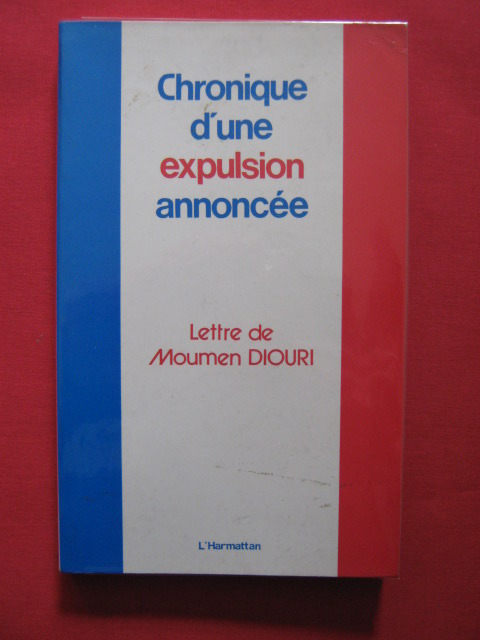 Chronique
d'une
expulsion
annoncée
Lettre de
Moumen DIOURI
L'Harmattan